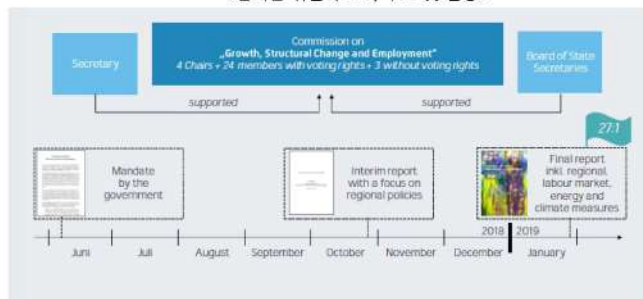 Secretary
Commission on
„Growth, Structural Change and Employment"
4 Chairs + 24 members with voting rights + 3 without voting rights
Board of State
Secretaries
supported
supported
27.1
Mandate
by the
government
Interim report
with a focus on
regional policies
Final report
inkl. regional,
labour market,
energy and
climate measures
2018
2019
Juni
Juli
August
September
October
November
December
January